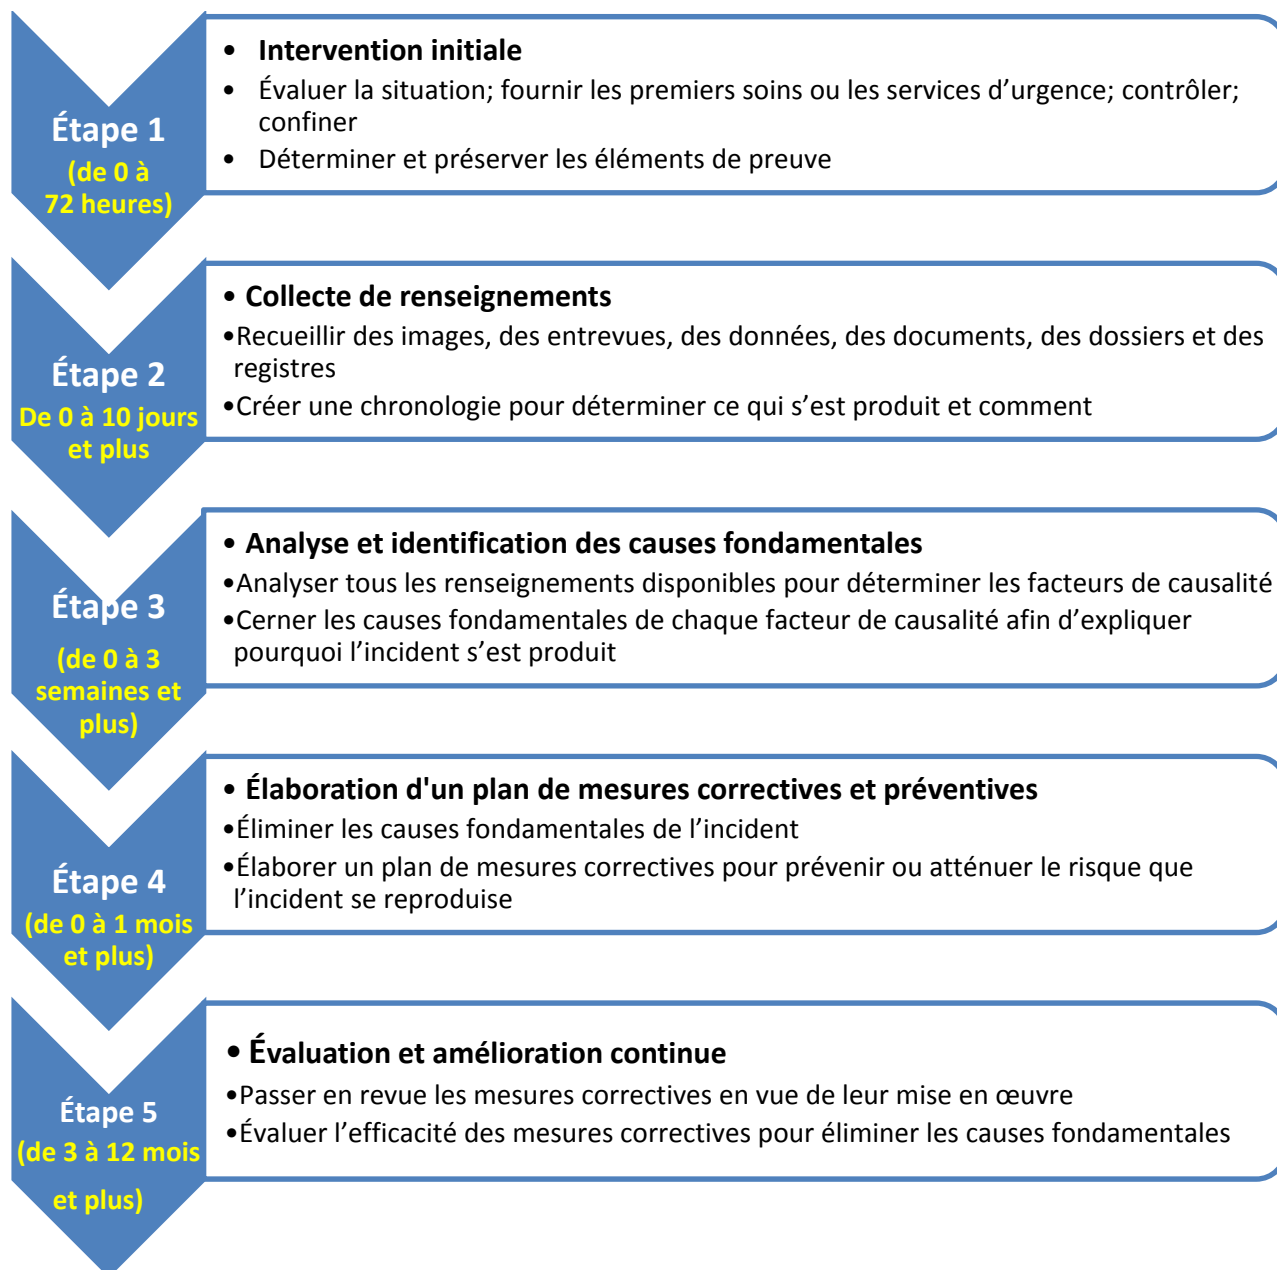 Étape 1
(de 0 à
72 heures)
• Intervention initiale
• Évaluer la situation; fournir les premiers soins ou les services d’urgence; contrôler;
confiner
• Déterminer et préserver les éléments de preuve
Étape 2
De 0 à 10 jours
et plus
• Collecte de renseignements
•Recueillir des images, des entrevues, des données, des documents, des dossiers et des
registres
•Créer une chronologie pour déterminer ce qui s’est produit et comment
Étape 3
(de 0 à 3
semaines et
plus)
• Analyse et identification des causes fondamentales
•Analyser tous les renseignements disponibles pour déterminer les facteurs de causalité
•Cerner les causes fondamentales de chaque facteur de causalité afin d’expliquer
pourquoi l’incident s’est produit
Étape 4
(de 0 à 1 mois
et plus)
• Élaboration d'un plan de mesures correctives et préventives
•Éliminer les causes fondamentales de l’incident
•Élaborer un plan de mesures correctives pour prévenir ou atténuer le risque que
l’incident se reproduise
Étape 5
(de 3 à 12 mois
et plus)
• Évaluation et amélioration continue
•Passer en revue les mesures correctives en vue de leur mise en œuvre
•Évaluer l’efficacité des mesures correctives pour éliminer les causes fondamentales